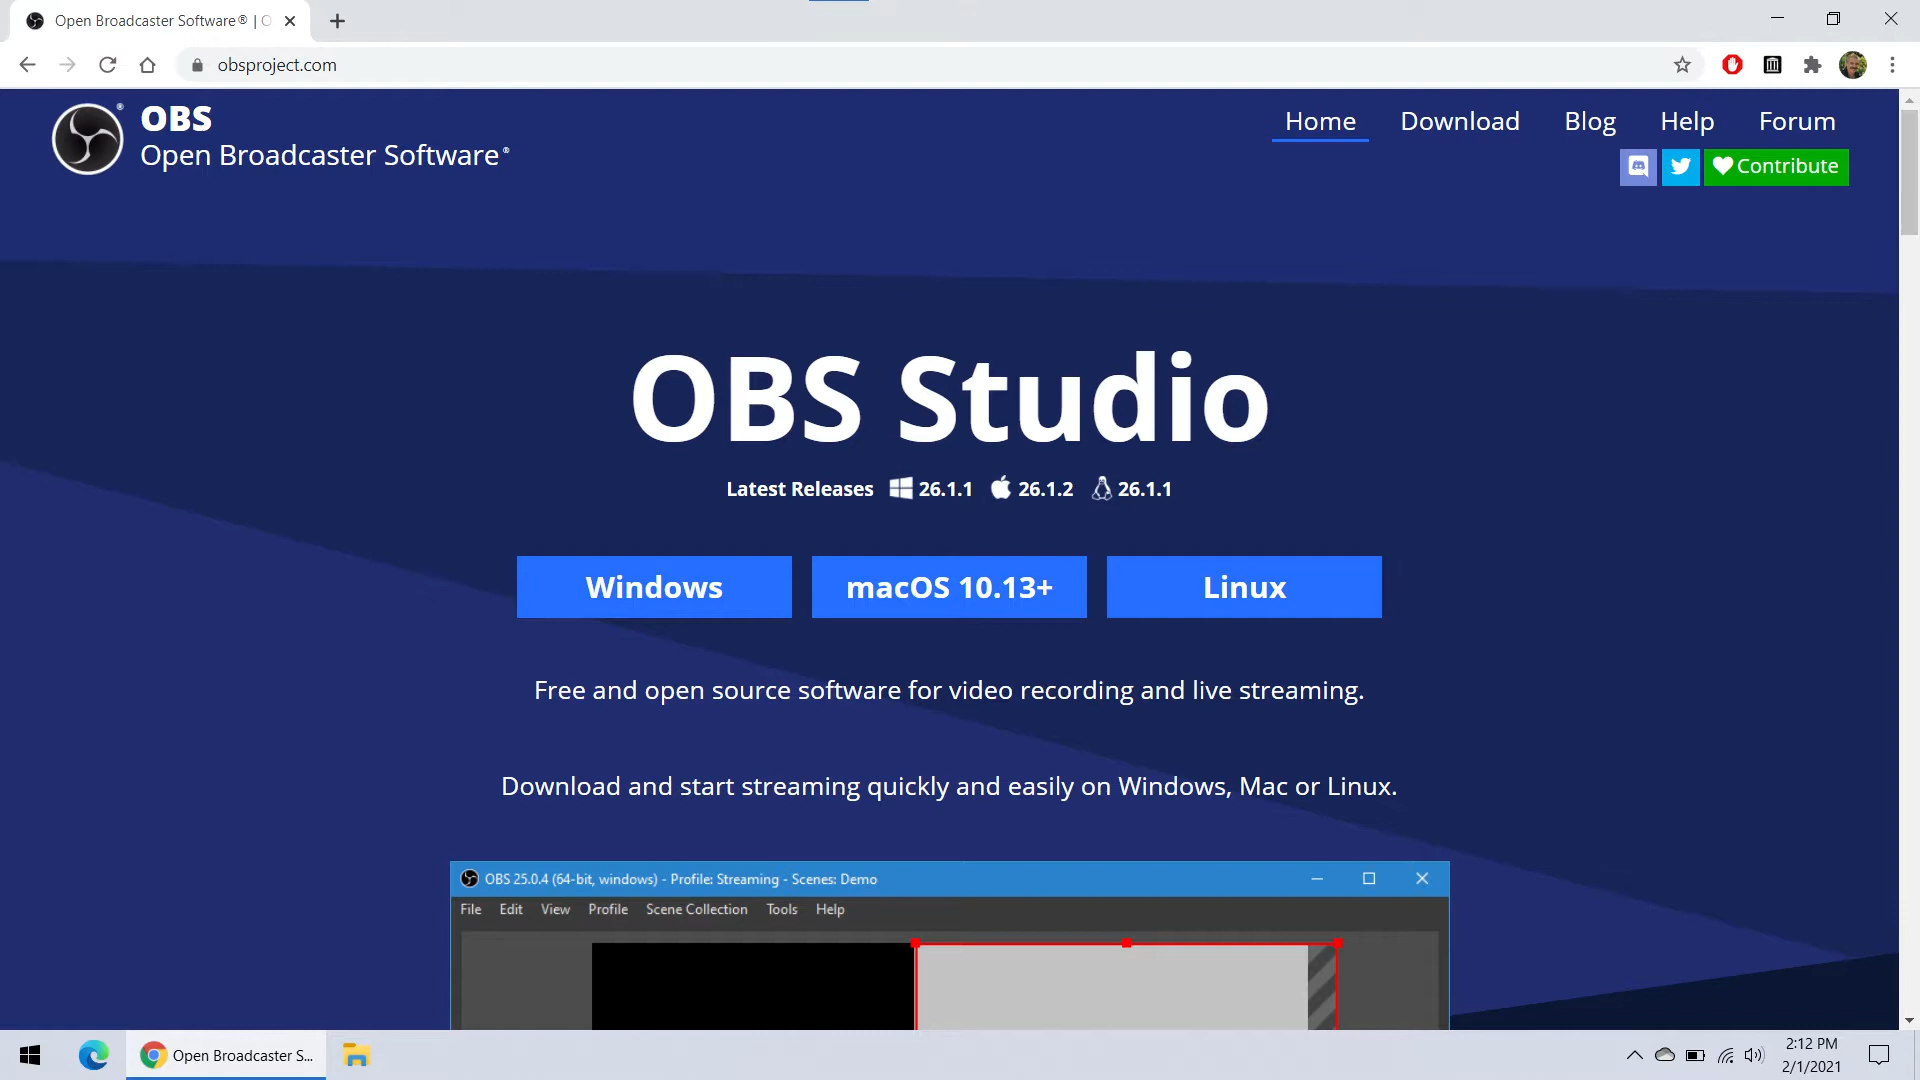 Open Broadcaster Software® | O
obsproject.com
OBS
Open Broadcaster Software®
Home Download Blog Help Forum
Contribute
OBS Studio
Latest Releases 26.1.1 26.1.2 26.1.1
Windows macOS 10.13+ Linux
Free and open source software for video recording and live streaming.
Download and start streaming quickly and easily on Windows, Mac or Linux.
OBS 25.0.4 (64-bit, windows) - Profile: Streaming - Scenes: Demo
File Edit View Profile Scene Collection Tools Help
Open Broadcaster S...
2:12 PM
2/1/2021